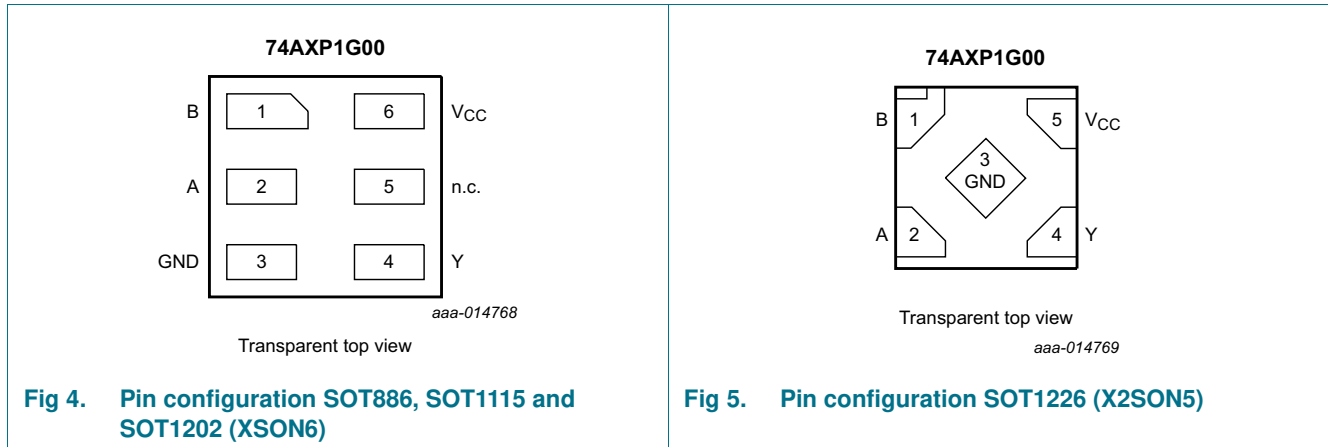 74AXP1G00
B 1 6 VCC
A 2 5 n.c.
GND 3 4 Y
aaa-014768
Transparent top view
Fig 4. Pin configuration SOT886, SOT1115 and
SOT1202 (XSON6)
74AXP1G00
B 1 5 VCC
3
GND
A 2 4 Y
Transparent top view
aaa-014769
Fig 5. Pin configuration SOT1226 (X2SON5)